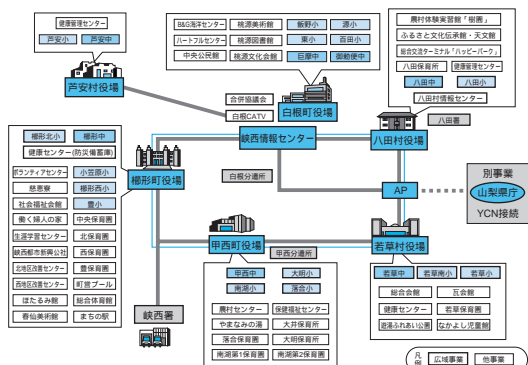 健康管理センター
芦安小 芦安中
芦安村役場
B&G海洋センター 桃源美術館 飯野小 源小
ハートフルセンター 桃源図書館 東小 百田小
中央公民館 桃源文化会館 巨摩中 御勅使中
合併協議会
白根CATV
白根町役場
農村体験実習館「樹園」
ふるさと文化伝承館・天文館
総合交流ターミナル「ハッピーパーク」
八田保育所 健康管理センター
八田中 八田小
八田村情報センター
八田村役場
八田署
峡西情報センター
白根分遣所
AP
別事業
山梨県庁
YCN接続
櫛形北小 櫛形中
健康センター(防災備蓄庫)
ボランティアセンター 小笠原小
慈恵寮 櫛形西小
社会福祉会館 豊小
働く婦人の家 中央保育園
生涯学習センター 北保育園
峡西都市新興公社 西保育園
北地区改善センター 豊保育園
西地区改善センター 町営プール
ほたるみ館 総合体育館
春仙美術館 まちの駅
櫛形町役場
峡西署
甲西町役場
甲西分遣所
甲西中 大明小
南湖小 落合小
農村センター 保健福祉センター
やまなみの湯 大井保育所
落合保育園 大明保育所
南湖第1保育園 南湖第2保育園
若草村役場
若草中 若草南小 若草小
総合会館 瓦会館
健康センター 若草保育園
遊湯ふれあい公園 なかよし児童館
凡例 広域事業 他事業